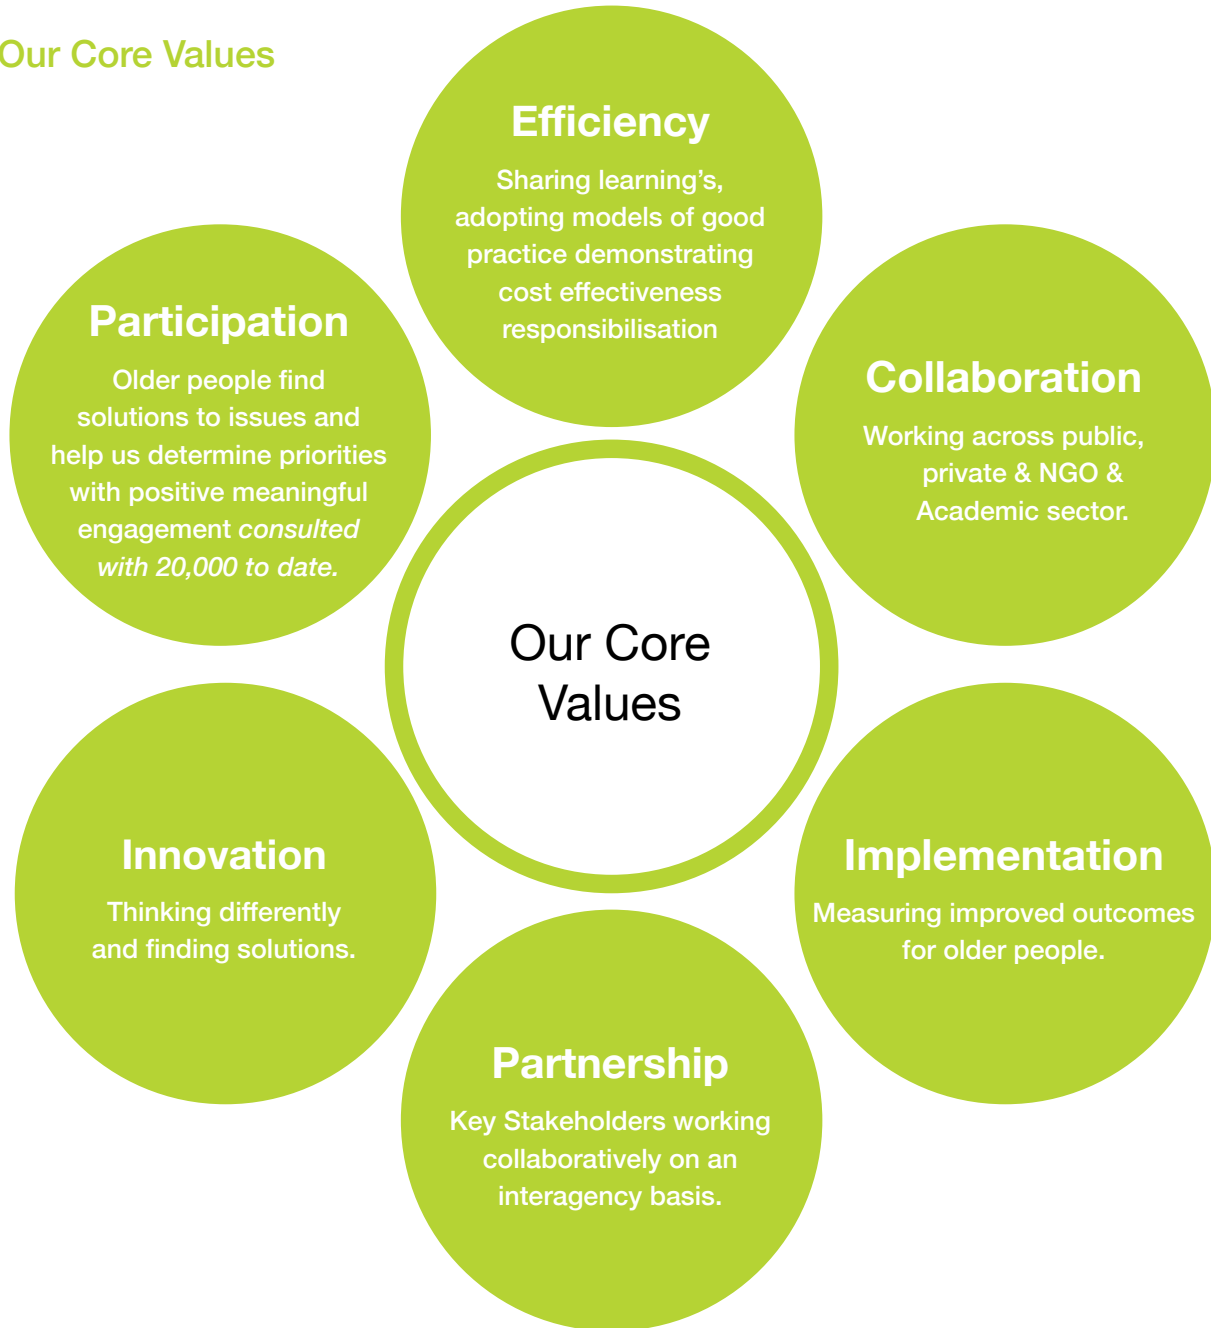 Our Core Values
Efficiency
Sharing learning’s,
adopting models of good
practice demonstrating
cost effectiveness
responsibilisation
Participation
Older people find
solutions to issues and
help us determine priorities
with positive meaningful
engagement consulted
with 20,000 to date.
Collaboration
Working across public,
private & NGO &
Academic sector.
Our Core
Values
Innovation
Thinking differently
and finding solutions.
Implementation
Measuring improved outcomes
for older people.
Partnership
Key Stakeholders working
collaboratively on an
interagency basis.